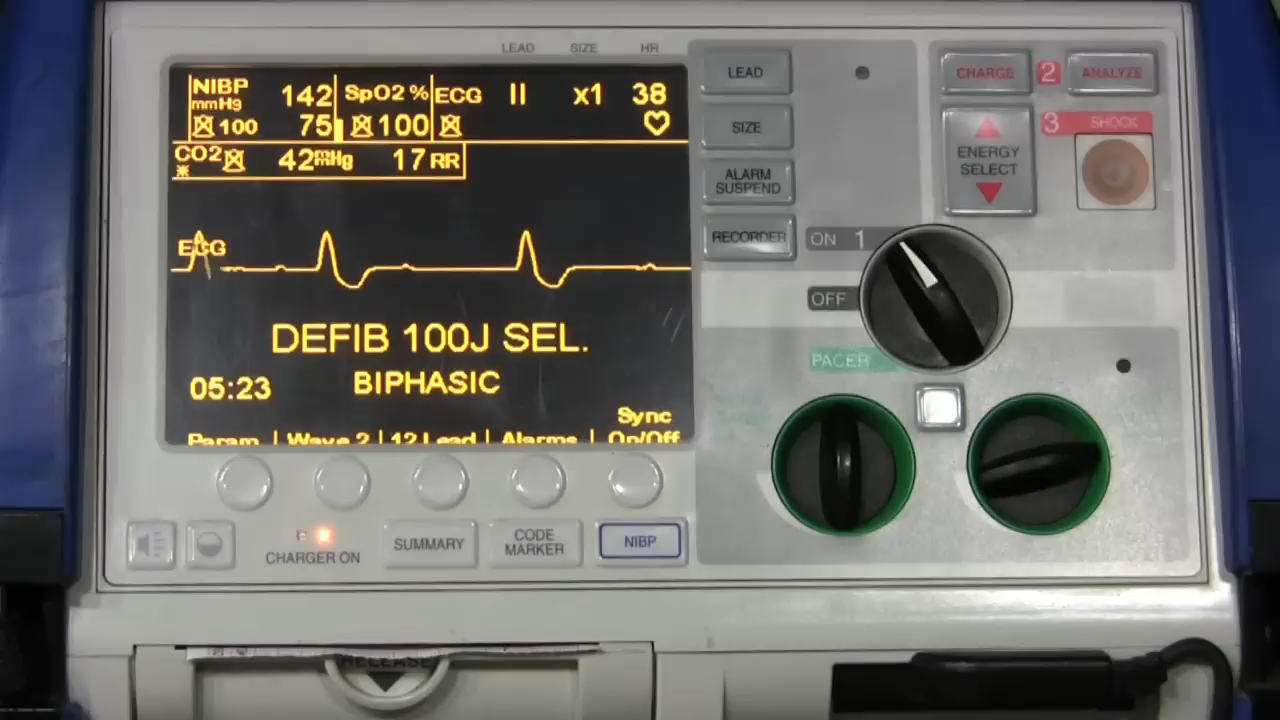 LEAD SIZE HR
NIBP 142 SpO2 % ECG II x1 38
mmHg
100 75 100
CO2 42 mmHg 17 RR
*
ECG
DEFIB 100J SEL.
BIPHASIC
05:23
Sync
Param | Wave 2 | 12 Lead | Alarms | On/Off
CHARGER ON
SUMMARY
CODE
MARKER
NIBP
LEAD
SIZE
ALARM
SUSPEND
RECORDER
CHARGE 2 ANALYZE
3 SHOCK
ENERGY
SELECT
ON 1
OFF
PACER
RELEASE